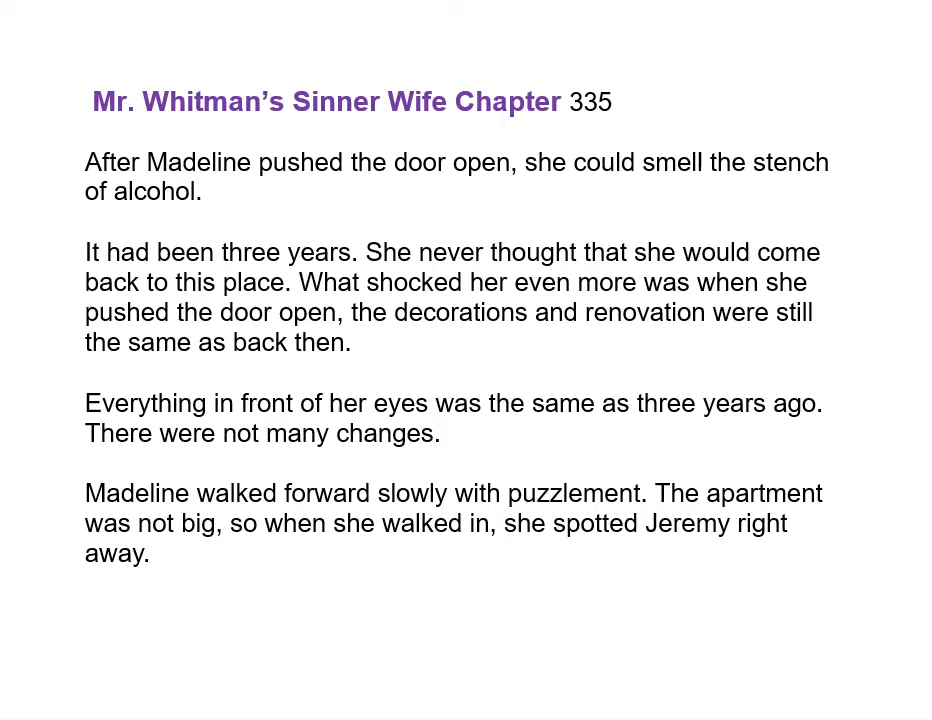 Mr. Whitman’s Sinner Wife Chapter 335
After Madeline pushed the door open, she could smell the stench
of alcohol.
It had been three years. She never thought that she would come
back to this place. What shocked her even more was when she
pushed the door open, the decorations and renovation were still
the same as back then.
Everything in front of her eyes was the same as three years ago.
There were not many changes.
Madeline walked forward slowly with puzzlement. The apartment
was not big, so when she walked in, she spotted Jeremy right
away.